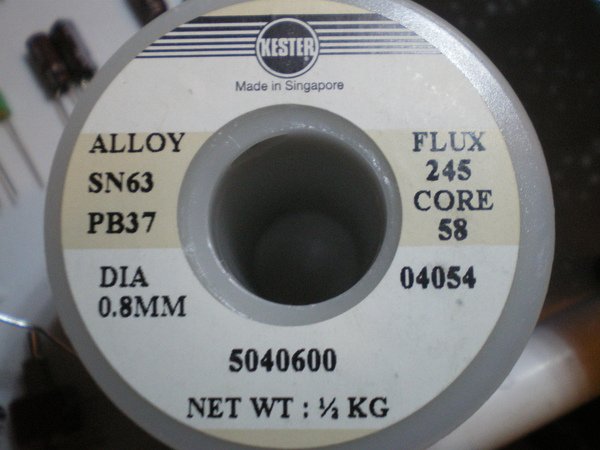 KESTER
Made in Singapore
ALLOY
SN63
PB37
FLUX
245
CORE
58
DIA
0.8MM
04054
5040600
NET WT : ½ KG